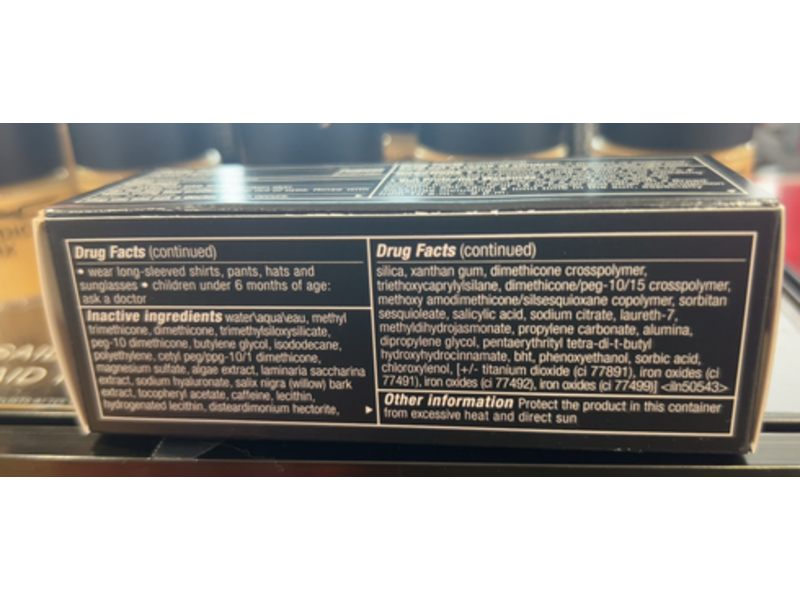 Drug Facts (continued)
• wear long-sleeved shirts, pants, hats and
sunglasses • children under 6 months of age:
ask a doctor
Inactive ingredients water\aqua\eau, methyl
trimethicone, dimethicone, trimethylsiloxysilicate,
peg-10 dimethicone, butylene glycol, isododecane,
polyethylene, cetyl peg/ppg-10/1 dimethicone,
magnesium sulfate, algae extract, laminaria saccharina
extract, sodium hyaluronate, salix nigra (willow) bark
extract, tocopheryl acetate, caffeine, lecithin,
hydrogenated lecithin, disteardimonium hectorite,
Drug Facts (continued)
silica, xanthan gum, dimethicone crosspolymer,
triethoxycaprylylsilane, dimethicone/peg-10/15 crosspolymer,
methoxy amodimethicone/silsesquioxane copolymer, sorbitan
sesquioleate, salicylic acid, sodium citrate, laureth-7,
methyldihydrojasmonate, propylene carbonate, alumina,
dipropylene glycol, pentaerythrityl tetra-di-t-butyl
hydroxyhydrocinnamate, bht, phenoxyethanol, sorbic acid,
chloroxylenol, [+/- titanium dioxide (ci 77891), iron oxides (ci
77491), iron oxides (ci 77492), iron oxides (ci 77499)] <iln50543>
Other information Protect the product in this container
from excessive heat and direct sun